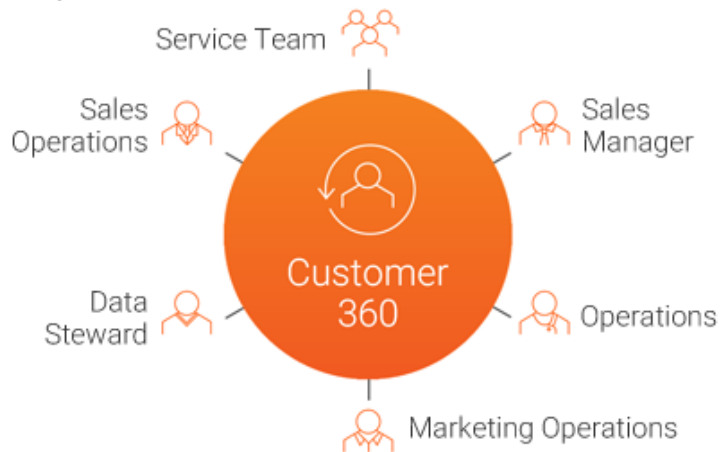 Service Team
Sales
Operations
Sales
Manager
Customer
360
Data
Steward
Operations
Marketing Operations